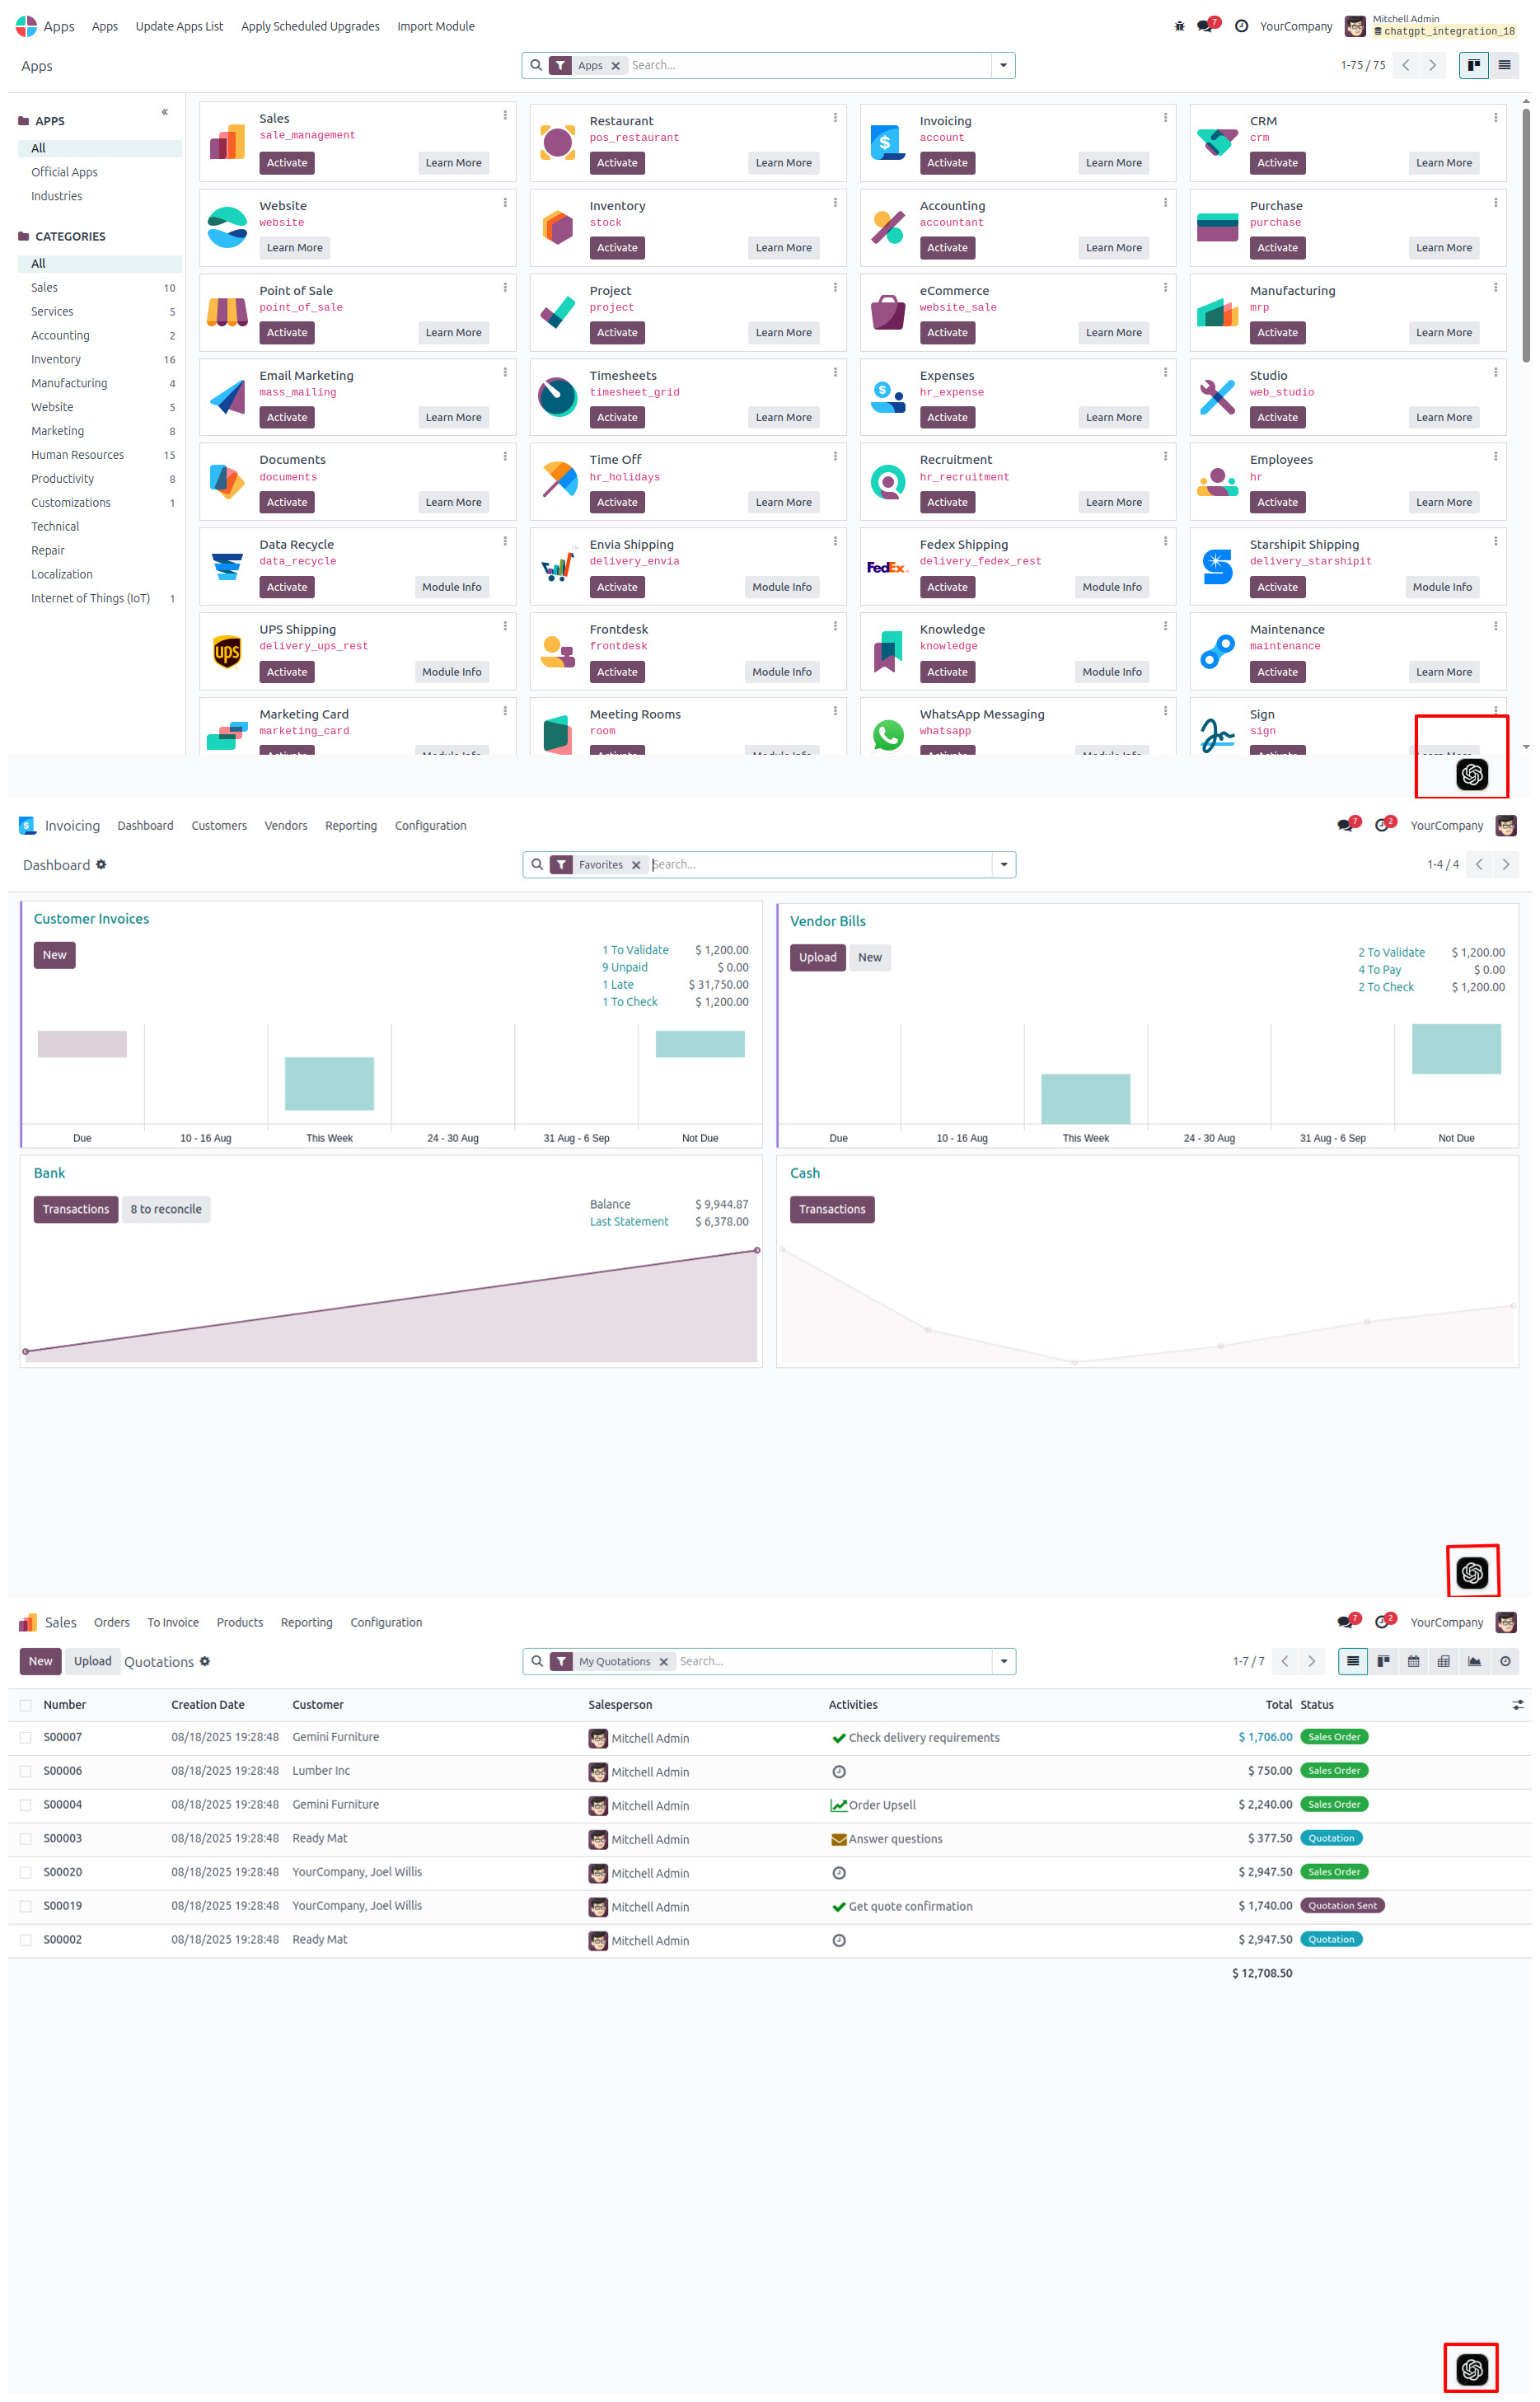 Apps Apps Update Apps List Apply Scheduled Upgrades Import Module 7 YourCompany Mitchell Admin
chatgpt_integration_18
Apps Apps Search... 1-75 / 75
APPS
All
Official Apps
Industries
CATEGORIES
All
Sales 10
Services 5
Accounting 2
Inventory 16
Manufacturing 4
Website 5
Marketing 8
Human Resources 15
Productivity 8
Customizations 1
Technical
Repair
Localization
Internet of Things (IoT) 1
Sales Restaurant Invoicing CRM
sale_management pos_restaurant account crm
Activate Learn More Activate Learn More Activate Learn More Activate Learn More
Website Inventory Accounting Purchase
website stock accountant purchase
Learn More Activate Learn More Activate Learn More Activate Learn More
Point of Sale Project eCommerce Manufacturing
point_of_sale project website_sale mrp
Activate Learn More Activate Learn More Activate Learn More Activate Learn More
Email Marketing Timesheets Expenses Studio
mass_mailing timesheet_grid hr_expense web_studio
Activate Learn More Activate Learn More Activate Learn More Activate Learn More
Documents Time Off Recruitment Employees
documents hr_holidays hr_recruitment hr
Activate Learn More Activate Learn More Activate Learn More Activate Learn More
Data Recycle Envia Shipping Fedex Shipping Starshipit Shipping
data_recycle delivery_envia FedEx. delivery_fedex_rest delivery_starshipit
Activate Module Info Activate Module Info Activate Module Info Activate Module Info
UPS Shipping Frontdesk Knowledge Maintenance
ups delivery_ups_rest frontdesk knowledge maintenance
Activate Module Info Activate Module Info Activate Module Info Activate Learn More
Marketing Card Meeting Rooms WhatsApp Messaging Sign
marketing_card room whatsapp sign
Activate Module Info Activate Module Info Activate Module Info Activate Learn More
Invoicing Dashboard Customers Vendors Reporting Configuration 7 2 YourCompany
Dashboard Favorites Search... 1-4 / 4
Customer Invoices
New
1 To Validate $ 1,200.00
9 Unpaid $ 0.00
1 Late $ 31,750.00
1 To Check $ 1,200.00
Due 10 - 16 Aug This Week 24 - 30 Aug 31 Aug - 6 Sep Not Due
Vendor Bills
Upload New
2 To Validate $ 1,200.00
4 To Pay $ 0.00
2 To Check $ 1,200.00
Due 10 - 16 Aug This Week 24 - 30 Aug 31 Aug - 6 Sep Not Due
Bank
Transactions 8 to reconcile
Balance $ 9,944.87
Last Statement $ 6,378.00
Cash
Transactions
Sales Orders To Invoice Products Reporting Configuration 7 2 YourCompany
New Upload Quotations My Quotations Search... 1-7 / 7
Number Creation Date Customer Salesperson Activities Total Status
S00007 08/18/2025 19:28:48 Gemini Furniture Mitchell Admin Check delivery requirements $ 1,706.00 Sales Order
S00006 08/18/2025 19:28:48 Lumber Inc Mitchell Admin $ 750.00 Sales Order
S00004 08/18/2025 19:28:48 Gemini Furniture Mitchell Admin Order Upsell $ 2,240.00 Sales Order
S00003 08/18/2025 19:28:48 Ready Mat Mitchell Admin Answer questions $ 377.50 Quotation
S00020 08/18/2025 19:28:48 YourCompany, Joel Willis Mitchell Admin $ 2,947.50 Sales Order
S00019 08/18/2025 19:28:48 YourCompany, Joel Willis Mitchell Admin Get quote confirmation $ 1,740.00 Quotation Sent
S00002 08/18/2025 19:28:48 Ready Mat Mitchell Admin $ 2,947.50 Quotation
$ 12,708.50